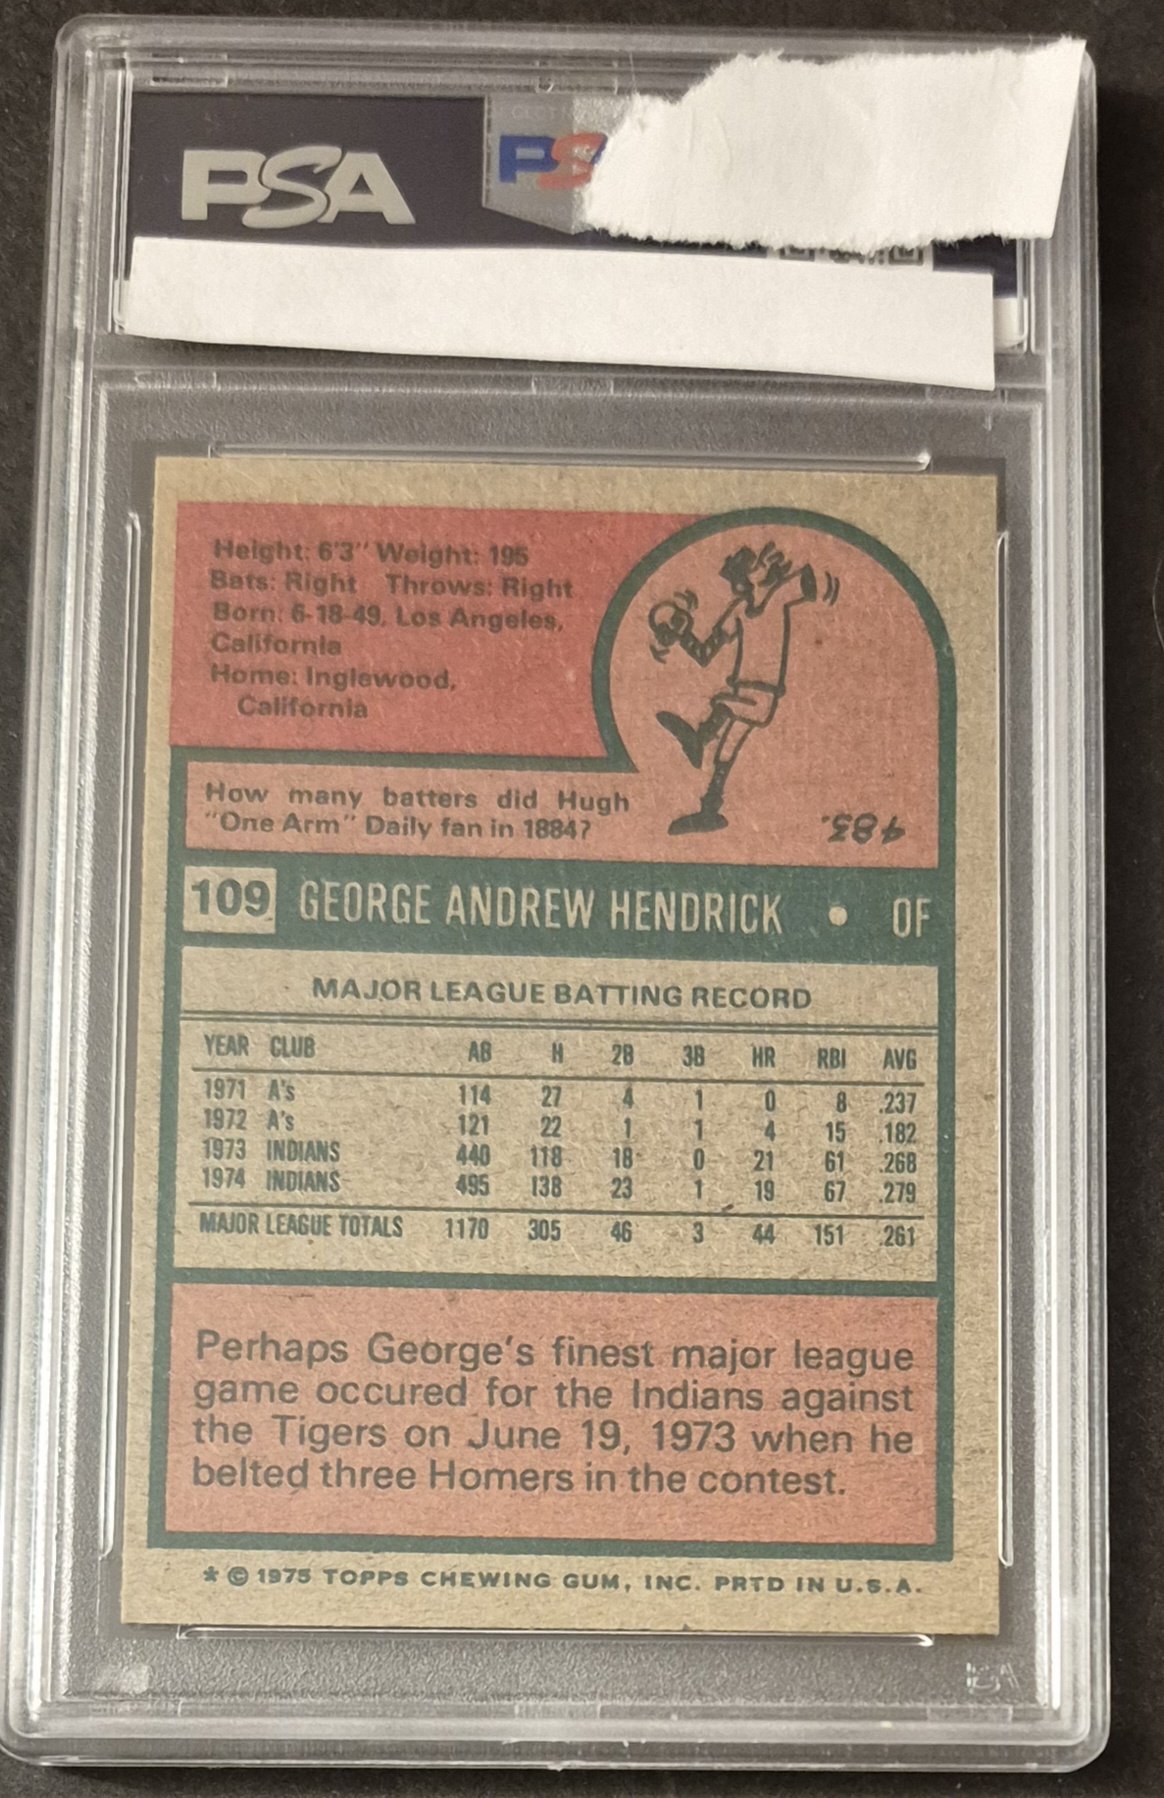 PSA
PS
Height: 6'3" Weight: 195
Bats: Right Throws: Right
Born: 6-18-49, Los Angeles,
California
Home: Inglewood,
California
How many batters did Hugh
"One Arm" Daily fan in 1884?
483.
109 GEORGE ANDREW HENDRICK • OF
MAJOR LEAGUE BATTING RECORD
YEAR CLUB AB H 2B 3B HR RBI AVG
1971 A's 114 27 4 1 0 8 .237
1972 A's 121 22 1 1 4 15 .182
1973 INDIANS 440 118 18 0 21 61 .268
1974 INDIANS 495 138 23 1 19 67 .279
MAJOR LEAGUE TOTALS 1170 305 46 3 44 151 .261
Perhaps George's finest major league
game occured for the Indians against
the Tigers on June 19, 1973 when he
belted three Homers in the contest.
* © 1975 TOPPS CHEWING GUM, INC. PRTD IN U.S.A.